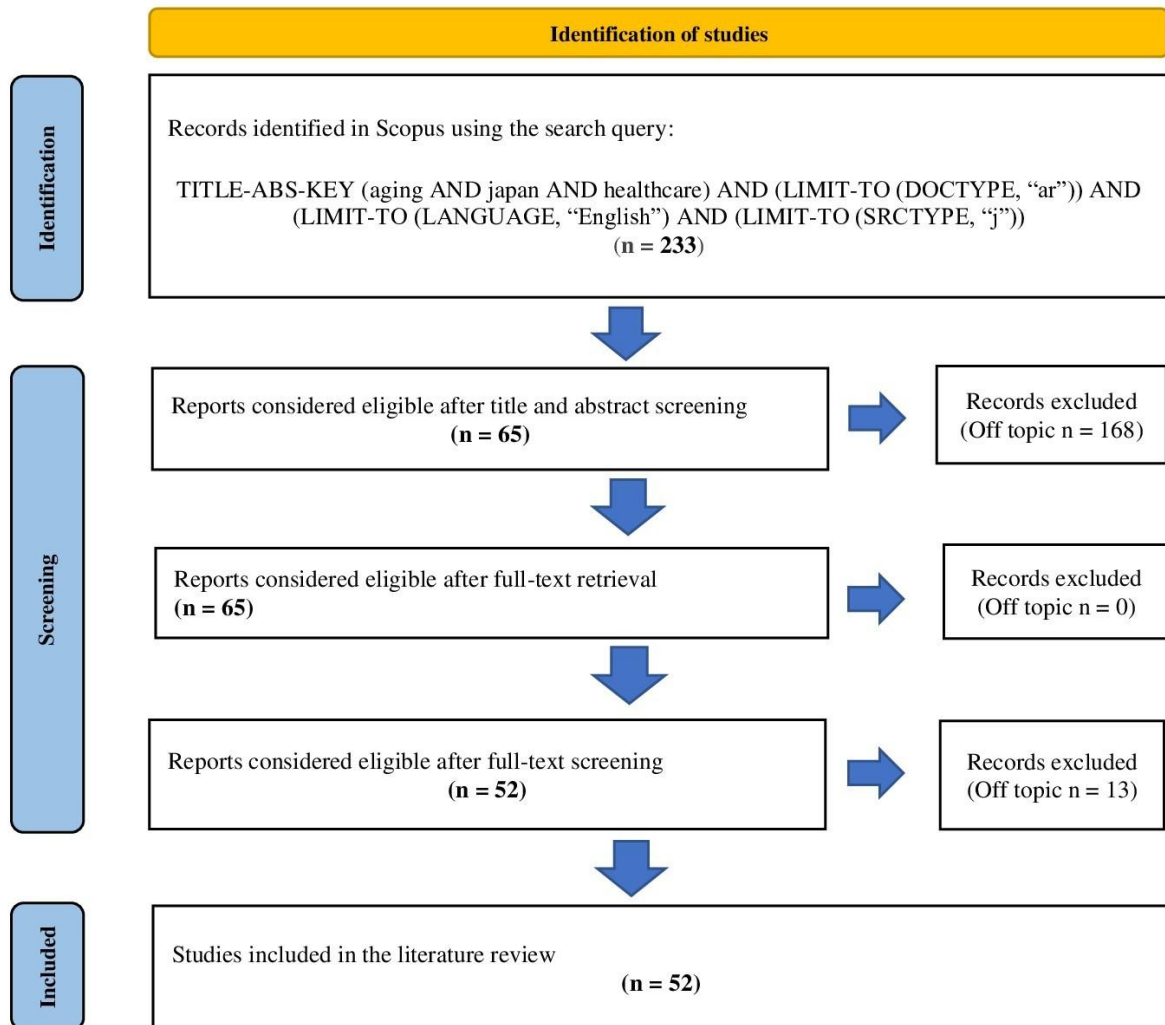 Identification of studies
Identification
Records identified in Scopus using the search query:
TITLE-ABS-KEY (aging AND japan AND healthcare) AND (LIMIT-TO (DOCTYPE, “ar”)) AND
(LIMIT-TO (LANGUAGE, “English”) AND (LIMIT-TO (SRCTYPE, “j”))
(n = 233)
Screening
Reports considered eligible after title and abstract screening
(n = 65)
Records excluded
(Off topic n = 168)
Reports considered eligible after full-text retrieval
(n = 65)
Records excluded
(Off topic n = 0)
Reports considered eligible after full-text screening
(n = 52)
Records excluded
(Off topic n = 13)
Included
Studies included in the literature review
(n = 52)